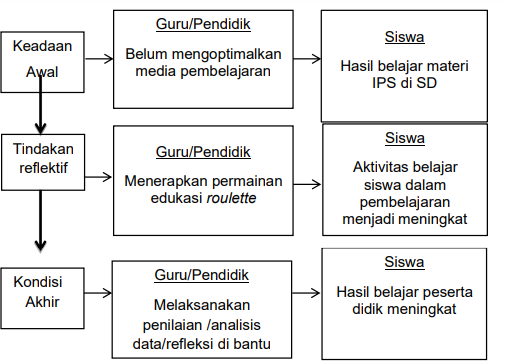 Keadaan
Awal
Guru/Pendidik
Belum mengoptimalkan
media pembelajaran
Siswa
Hasil belajar materi
IPS di SD
Tindakan
reflektif
Guru/Pendidik
Menerapkan permainan
edukasi roulette
Siswa
Aktivitas belajar
siswa dalam
pembelajaran
menjadi meningkat
Kondisi
Akhir
Guru/Pendidik
Melaksanakan
penilaian /analisis
data/refleksi di bantu
Siswa
Hasil belajar peserta
didik meningkat